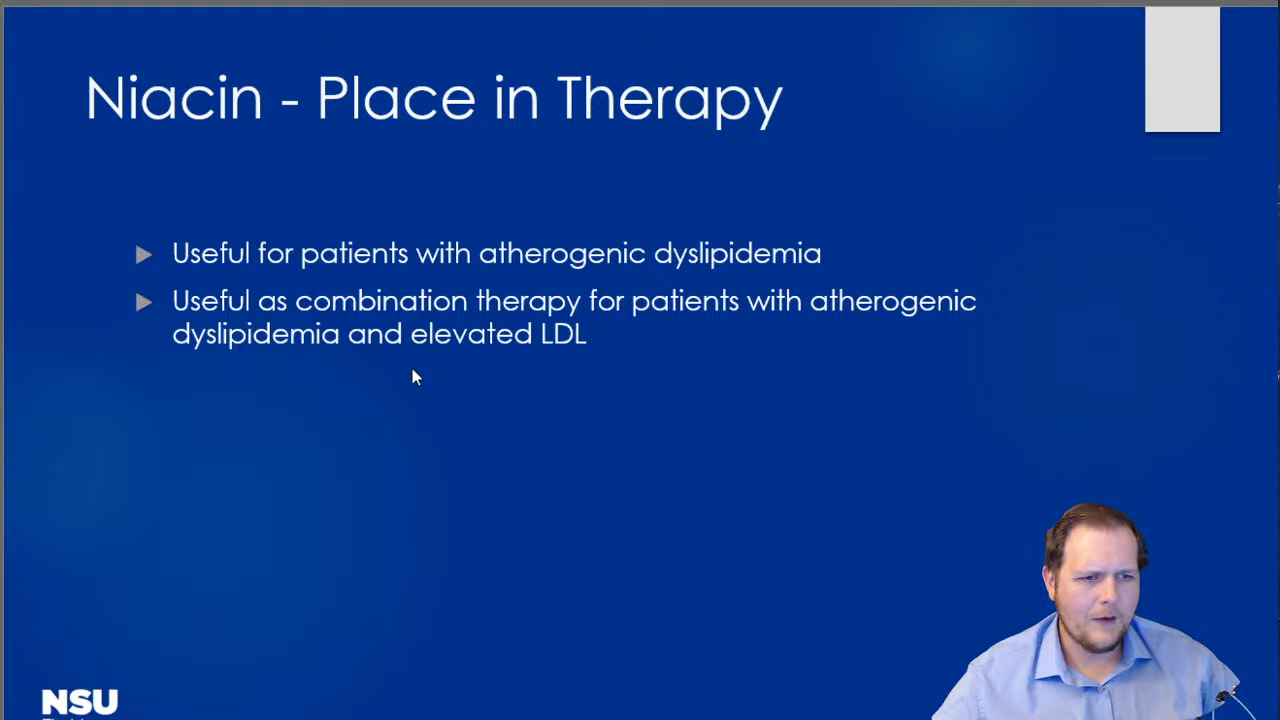 Niacin - Place in Therapy
Useful for patients with atherogenic dyslipidemia
Useful as combination therapy for patients with atherogenic
dyslipidemia and elevated LDL
NSU